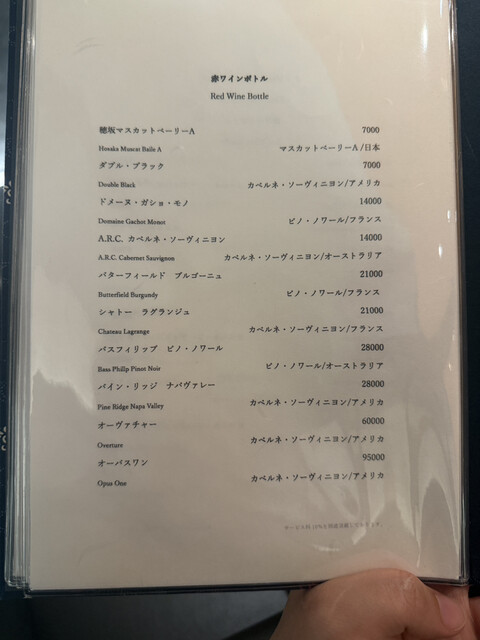 赤ワインボトル
Red Wine Bottle
穂坂マスカットベーリーA 7000
Hosaka Muscat Baile A マスカットベーリーA/日本
ダブル・ブラック 7000
Double Black カベルネ・ソーヴィニヨン/アメリカ
ドメーヌ・ガショ・モノ 14000
Domaine Gachot Monot ピノ・ノワール/フランス
A.R.C. カベルネ・ソーヴィニヨン 14000
A.R.C. Cabernet Sauvignon カベルネ・ソーヴィニヨン/オーストラリア
バターフィールド ブルゴーニュ 21000
Butterfield Burgundy ピノ・ノワール/フランス
シャトー ラグランジュ 21000
Chateau Lagrange カベルネ・ソーヴィニヨン/フランス
バスフィリップ ピノ・ノワール 28000
Bass Philip Pinot Noir ピノ・ノワール/オーストラリア
パイン・リッジ ナパヴァレー 28000
Pine Ridge Napa Valley カベルネ・ソーヴィニヨン/アメリカ
オーヴァチャー 60000
Overture カベルネ・ソーヴィニヨン/アメリカ
オーパスワン 95000
Opus One カベルネ・ソーヴィニヨン/アメリカ
サービス料